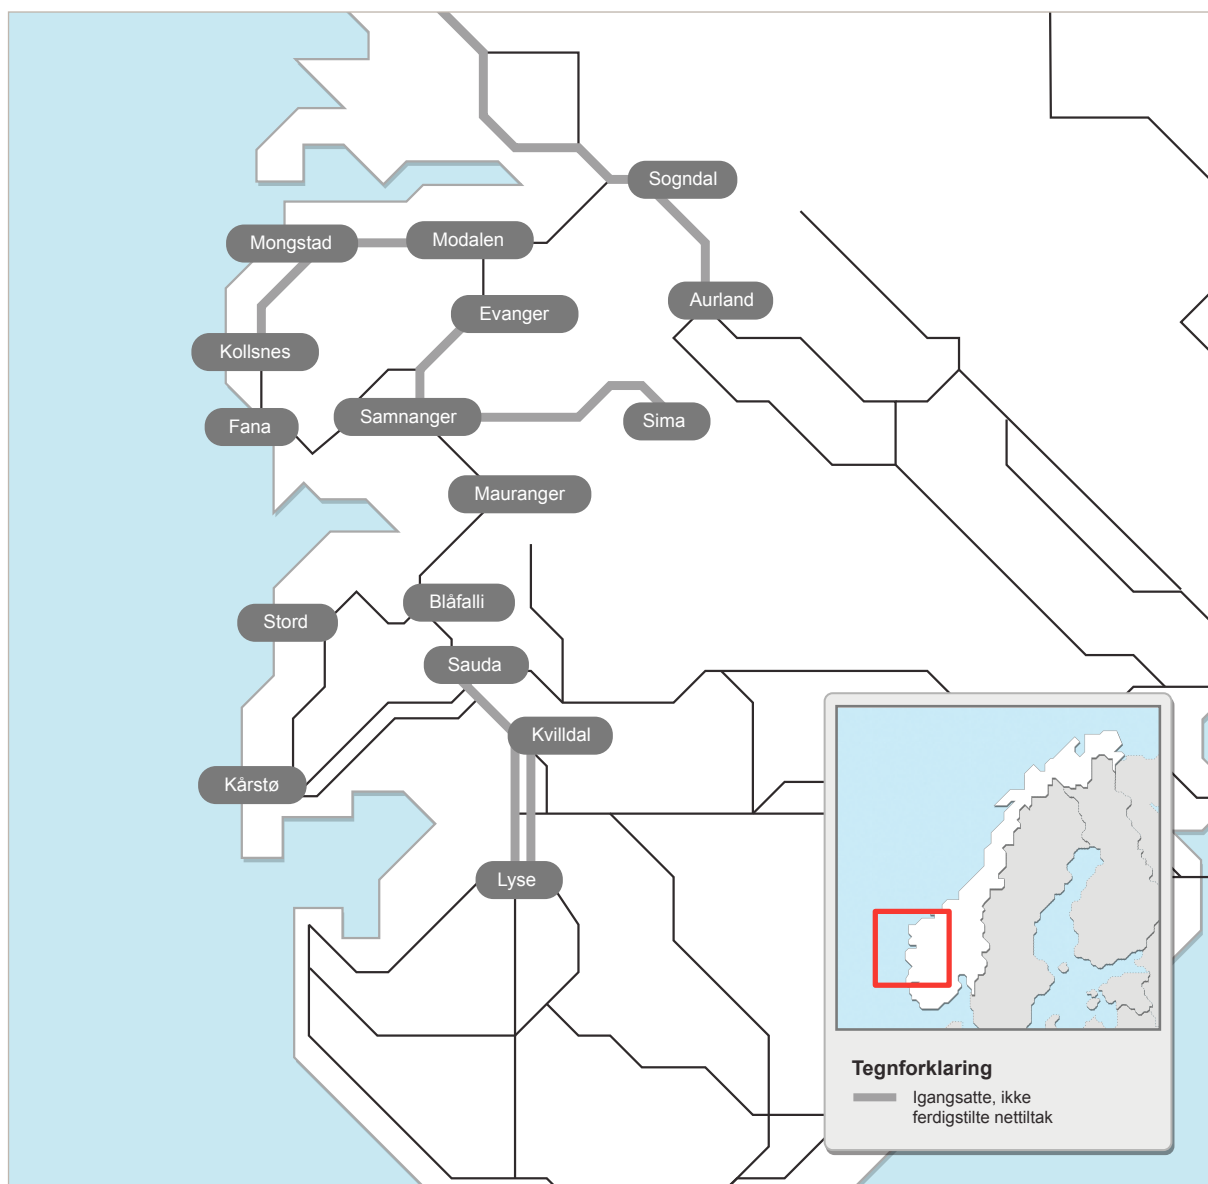 Sogndal
Mongstad
Modalen
Aurland
Evanger
Kollsnes
Samnanger
Sima
Fana
Mauranger
Blåfalli
Stord
Sauda
Kvilldal
Kårstø
Lyse
Tegnforklaring
Igangsatte, ikke
ferdigstilte nettiltak